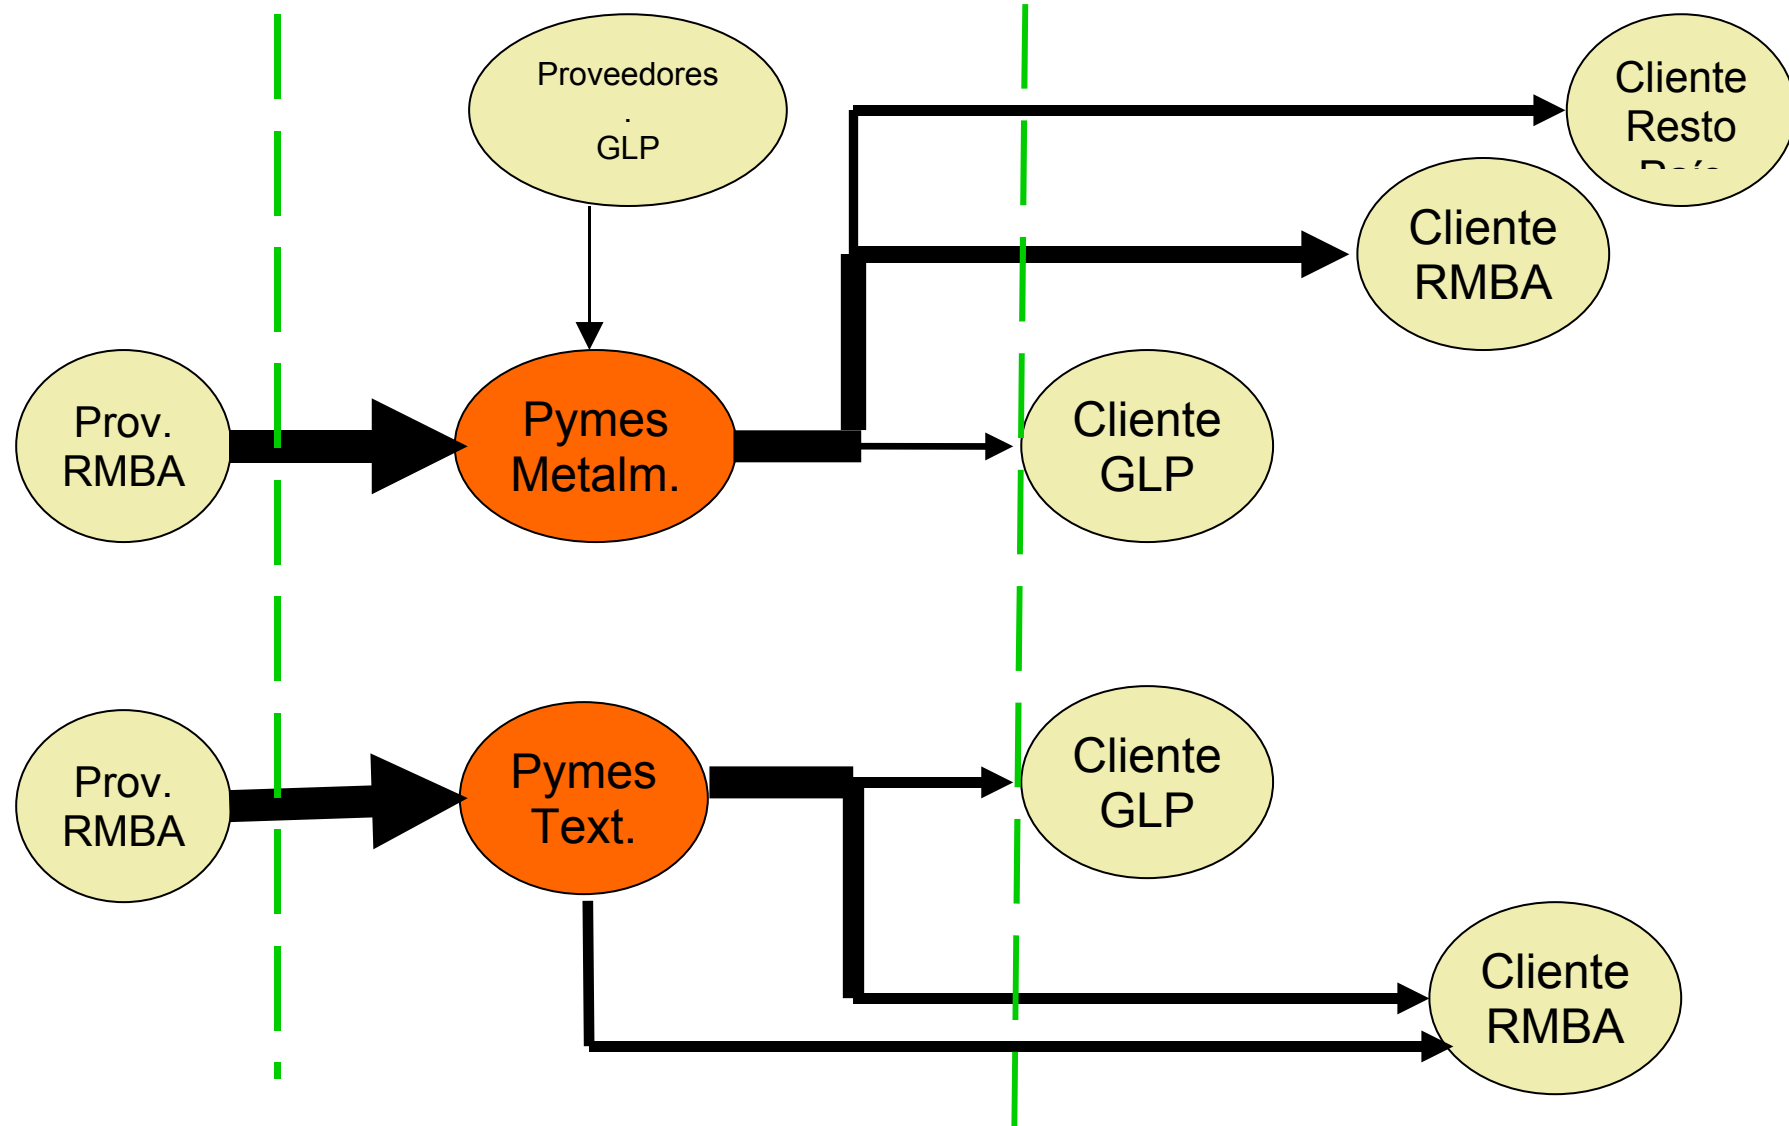 Proveedores
.
GLP
Cliente
Resto
País
Cliente
RMBA
Prov.
RMBA
Pymes
Metalm.
Cliente
GLP
Prov.
RMBA
Pymes
Text.
Cliente
GLP
Cliente
RMBA